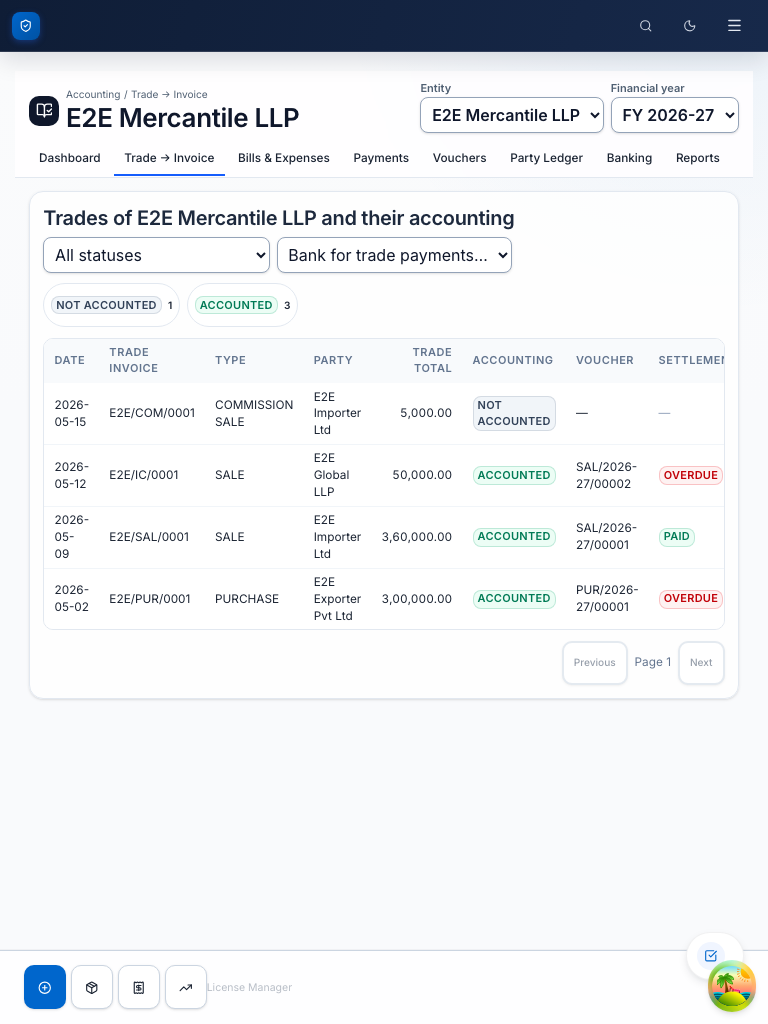 Accounting / Trade → Invoice
E2E Mercantile LLP
Entity
E2E Mercantile LLP
Financial year
FY 2026-27
Dashboard Trade → Invoice Bills & Expenses Payments Vouchers Party Ledger Banking Reports
Trades of E2E Mercantile LLP and their accounting
All statuses
Bank for trade payments...
NOT ACCOUNTED 1
ACCOUNTED 3
DATE TRADE INVOICE TYPE PARTY TRADE TOTAL ACCOUNTING VOUCHER SETTLEMEN
2026-05-15 E2E/COM/0001 COMMISSION SALE E2E Importer Ltd 5,000.00 NOT ACCOUNTED — —
2026-05-12 E2E/IC/0001 SALE E2E Global LLP 50,000.00 ACCOUNTED SAL/2026-27/00002 OVERDUE
2026-05-09 E2E/SAL/0001 SALE E2E Importer Ltd 3,60,000.00 ACCOUNTED SAL/2026-27/00001 PAID
2026-05-02 E2E/PUR/0001 PURCHASE E2E Exporter Pvt Ltd 3,00,000.00 ACCOUNTED PUR/2026-27/00001 OVERDUE
Previous Page 1 Next
License Manager